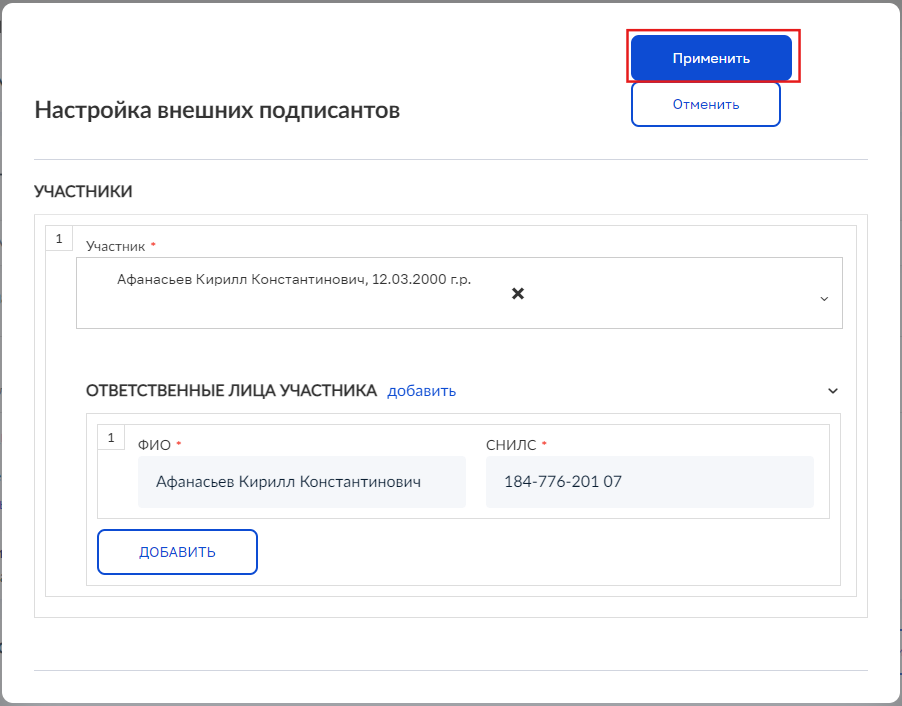 Применить
Отменить
Настройка внешних подписантов
УЧАСТНИКИ
1
Участник *
Афанасьев Кирилл Константинович, 12.03.2000 г.р.
ОТВЕТСТВЕННЫЕ ЛИЦА УЧАСТНИКА добавить
1
ФИО * СНИЛС *
Афанасьев Кирилл Константинович 184-776-201 07
ДОБАВИТЬ